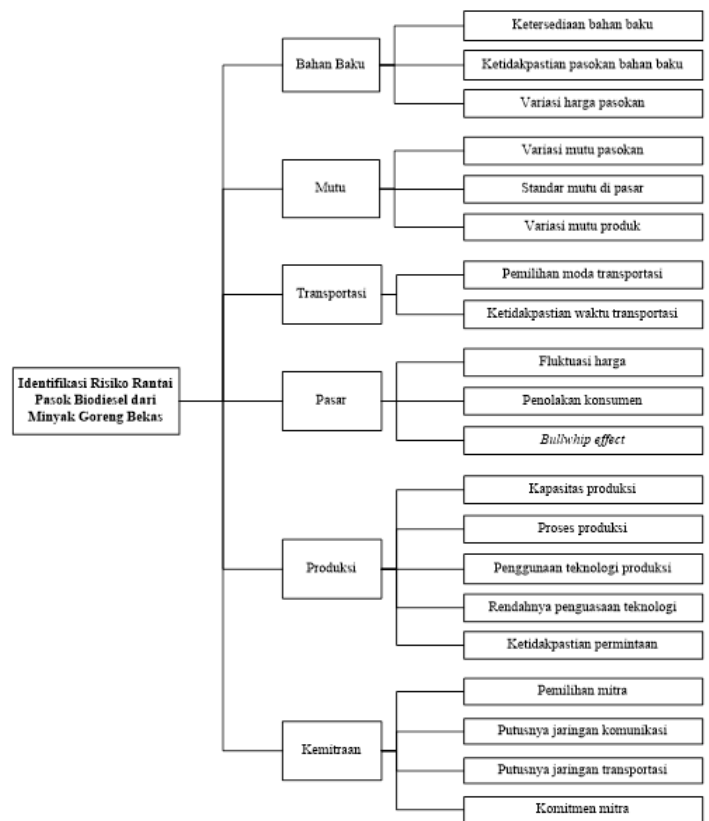 Identifikasi Risiko Rantai
Pasok Biodiesel dari
Minyak Goreng Bekas
Bahan Baku
Ketersediaan bahan baku
Ketidakpastian pasokan bahan baku
Variasi harga pasokan
Mutu
Variasi mutu pasokan
Standar mutu di pasar
Variasi mutu produk
Transportasi
Pemilihan moda transportasi
Ketidakpastian waktu transportasi
Pasar
Fluktuasi harga
Penolakan konsumen
Bullwhip effect
Produksi
Kapasitas produksi
Proses produksi
Penggunaan teknologi produksi
Rendahnya penguasaan teknologi
Ketidakpastian permintaan
Kemitraan
Pemilihan mitra
Putusnya jaringan komunikasi
Putusnya jaringan transportasi
Komitmen mitra